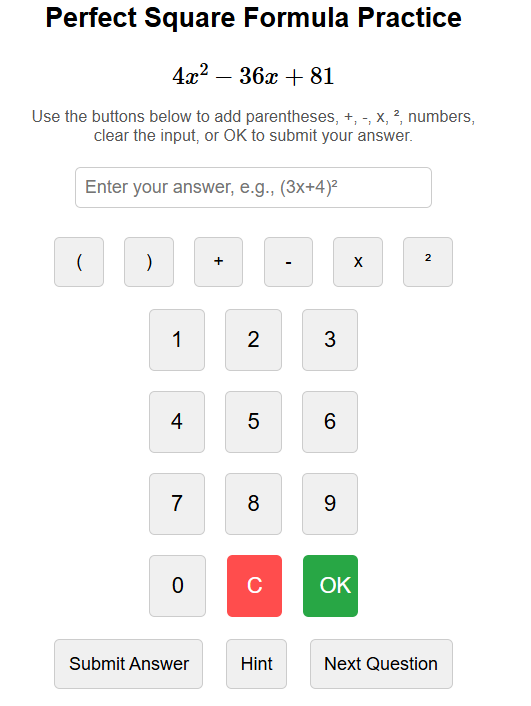 Perfect Square Formula Practice
4x² − 36x + 81
Use the buttons below to add parentheses, +, -, x, ², numbers,
clear the input, or OK to submit your answer.
Enter your answer, e.g., (3x+4)²
( ) + - x ²
1 2 3
4 5 6
7 8 9
0 C OK
Submit Answer Hint Next Question